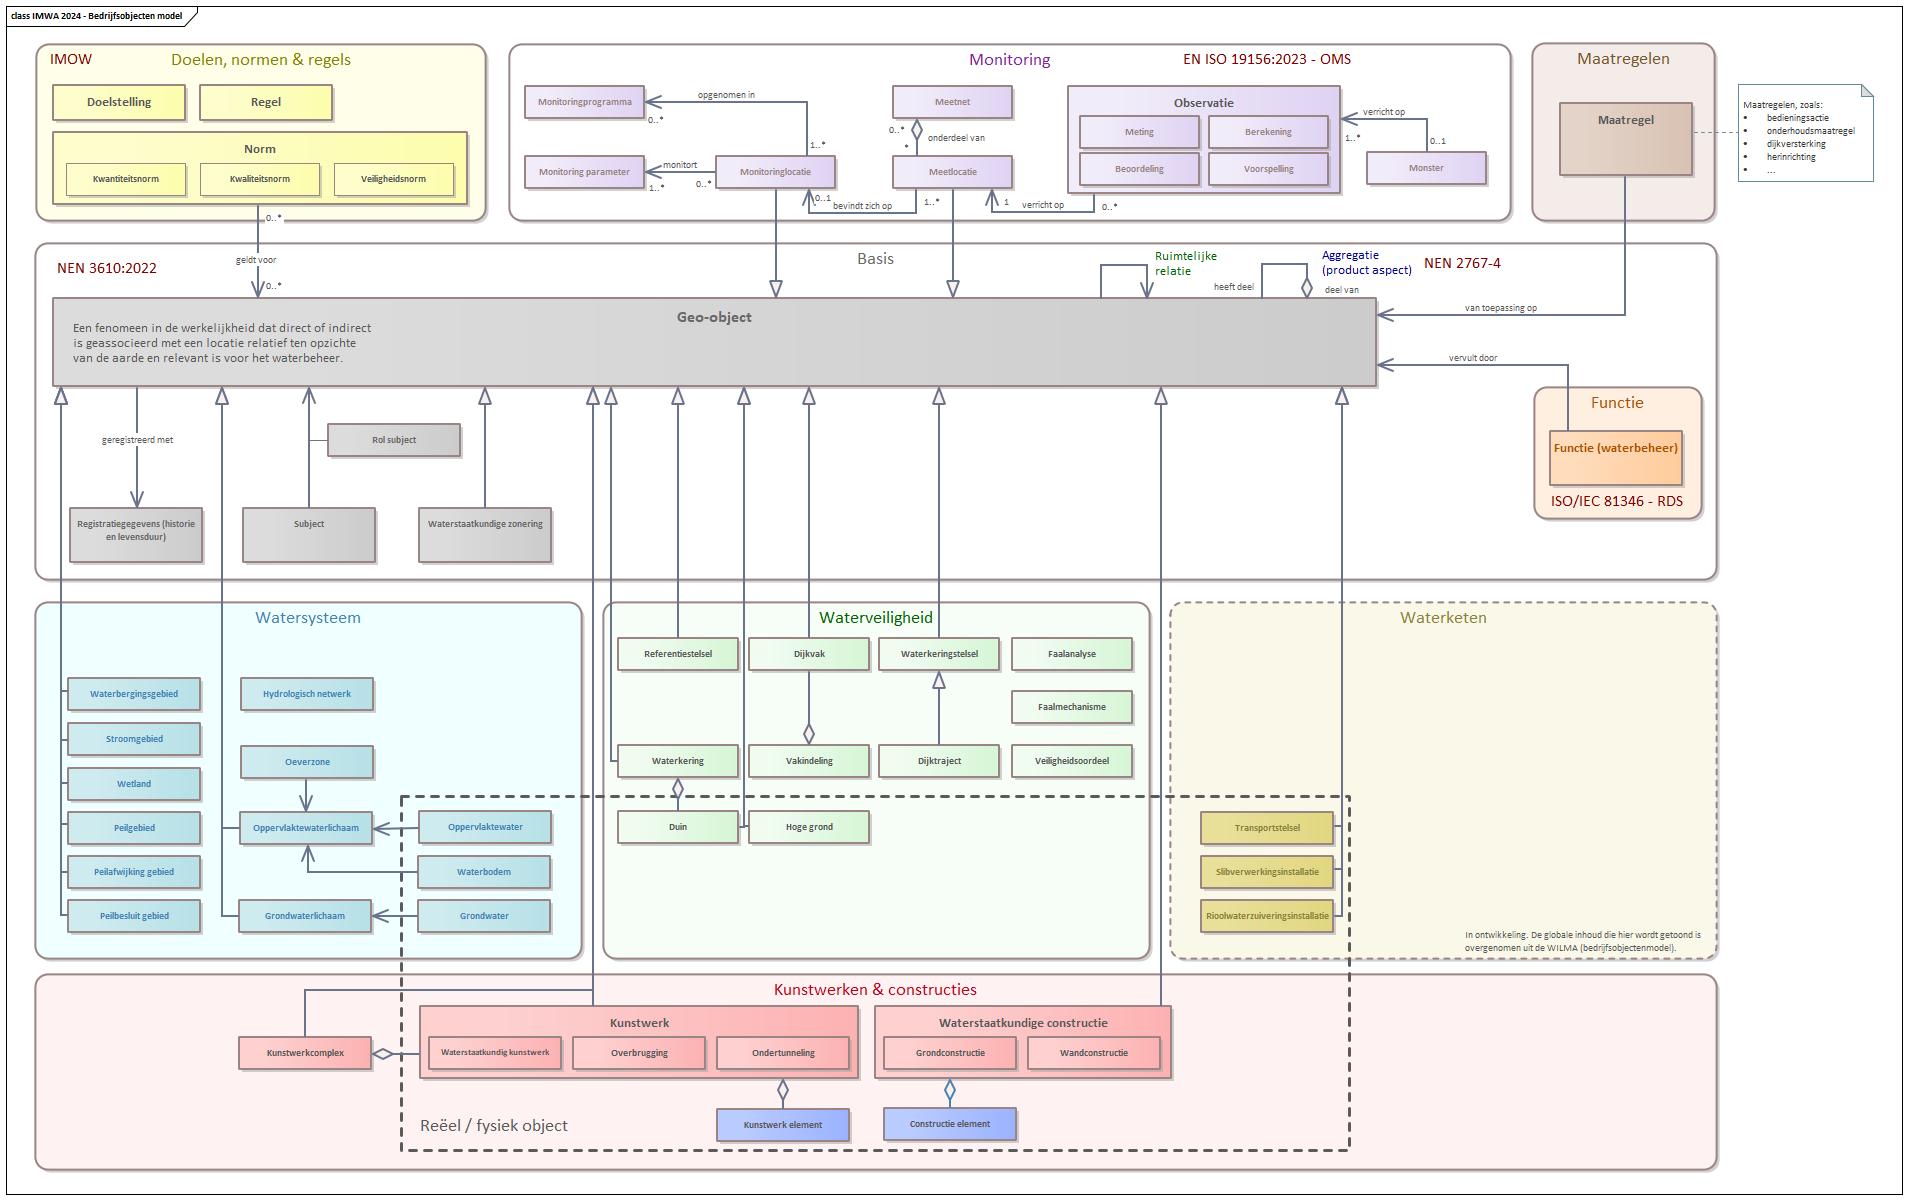 class IMWA 2024 - Bedrijfsobjecten model
IMOW
Doelen, normen & regels
Doelstelling
Regel
Norm
Kwantiteitsnorm
Kwaliteitsnorm
Veiligheidsnorm
0..*
geldt voor
0..*
Monitoring
EN ISO 19156:2023 - OMS
Monitoringprogramma
opgenomen in
0..*
1..*
Monitoring parameter
monitort
1..*
0..*
Monitoringlocatie
0..1
bevindt zich op
1..*
Meetnet
0..*
onderdeel van
*
Meetlocatie
1
verricht op
0..*
Observatie
Meting
Berekening
Beoordeling
Voorspelling
verricht op
1..*
0..1
Monster
Maatregelen
Maatregel
Maatregelen, zoals:
• bedieningsactie
• onderhoudsmaatregel
• dijkversterking
• herinrichting
• ...
NEN 3610:2022
Basis
Ruimtelijke
relatie
heeft deel
Aggregatie
(product aspect)
deel van
NEN 2767-4
van toepassing op
Geo-object
Een fenomeen in de werkelijkheid dat direct of indirect
is geassocieerd met een locatie relatief ten opzichte
van de aarde en relevant is voor het waterbeheer.
vervult door
Functie
Functie (waterbeheer)
ISO/IEC 81346 - RDS
geregistreerd met
Rol subject
Registratiegegevens (historie
en levensduur)
Subject
Waterstaatkundige zonering
Watersysteem
Waterbergingsgebied
Hydrologisch netwerk
Stroomgebied
Oeverzone
Wetland
Peilgebied
Oppervlaktewaterlichaam
Oppervlaktewater
Peilafwijking gebied
Waterbodem
Peilbesluit gebied
Grondwaterlichaam
Grondwater
Waterveiligheid
Referentiestelsel
Dijkvak
Waterkeringstelsel
Faalanalyse
Faalmechanisme
Waterkering
Vakindeling
Dijktraject
Veiligheidsoordeel
Duin
Hoge grond
Waterketen
Transportstelsel
Slibverwerkingsinstallatie
Rioolwaterzuiveringsinstallatie
In ontwikkeling. De globale inhoud die hier wordt getoond is
overgenomen uit de WILMA (bedrijfsobjectenmodel).
Kunstwerken & constructies
Kunstwerkcomplex
Kunstwerk
Waterstaatkundig kunstwerk
Overbrugging
Ondertunneling
Waterstaatkundige constructie
Grondconstructie
Wandconstructie
Kunstwerk element
Constructie element
Reëel / fysiek object